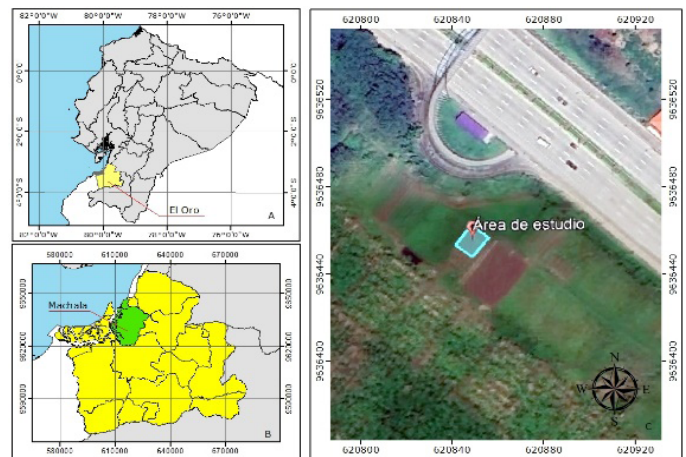 82°0'0"W 80°0'0"W 78°0'0"W 76°0'0"W
0°0'0"
0°0'0"
2°0'0"S
2°0'0"S
4°0'0"S
4°0'0"S
El Oro
A
82°0'0"W 80°0'0"W 78°0'0"W 76°0'0"W
580000 610000 640000 670000
9650000
9650000
Machala
9620000
9620000
9590000
9590000
B
580000 610000 640000 670000
620800 620840 620880 620920
9636520
9636520
9636480
9636480
Área de estudio
9636440
9636440
9636400
9636400
N
W E
S
C
620800 620840 620880 620920